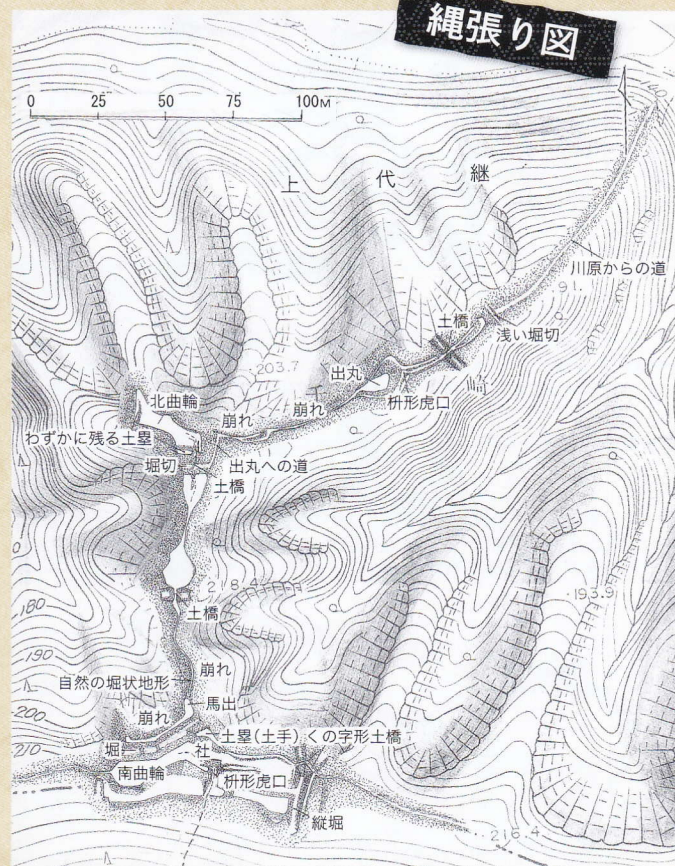 縄張り図
0 25 50 75 100M
上代継
川原からの道
91.
土橋
浅い堀切
203.7
出丸
枡形虎口
北曲輪
崩れ
崩れ
わずかに残る土塁
堀切
出丸への道
土橋
218.4
土橋
193.9
180
190
自然の堀状地形
崩れ
馬出
200
崩れ
土塁(土手)
くの字形土橋
210
堀
社
南曲輪
枡形虎口
縦堀
216.4